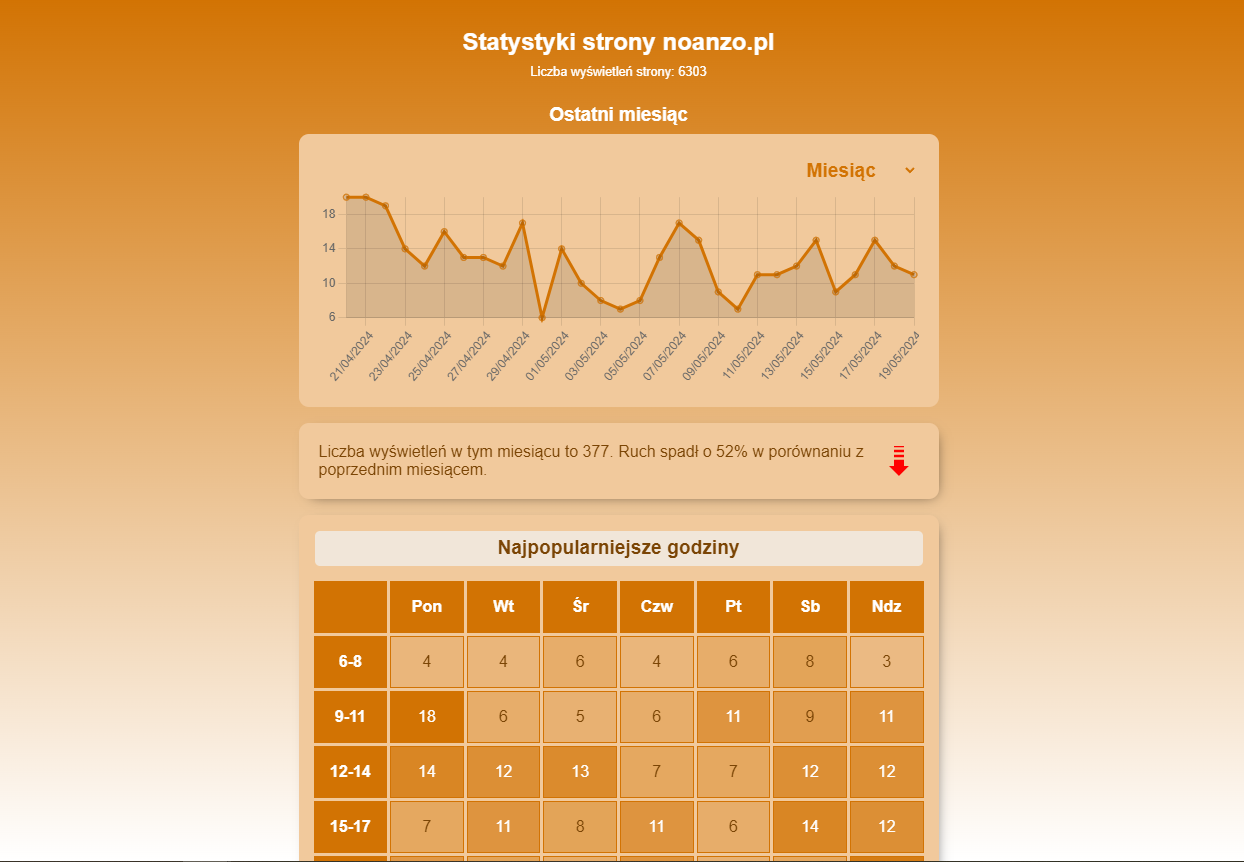 Statystyki strony noanzo.pl
Liczba wyświetleń strony: 6303
Ostatni miesiąc
Miesiąc
18
14
10
6
21/04/2024 23/04/2024 25/04/2024 27/04/2024 29/04/2024 01/05/2024 03/05/2024 05/05/2024 07/05/2024 09/05/2024 11/05/2024 13/05/2024 15/05/2024 17/05/2024 19/05/2024
Liczba wyświetleń w tym miesiącu to 377. Ruch spadł o 52% w porównaniu z
poprzednim miesiącem.
Najpopularniejsze godziny
Pon Wt Śr Czw Pt Sb Ndz
6-8 4 4 6 4 6 8 3
9-11 18 6 5 6 11 9 11
12-14 14 12 13 7 7 12 12
15-17 7 11 8 11 6 14 12